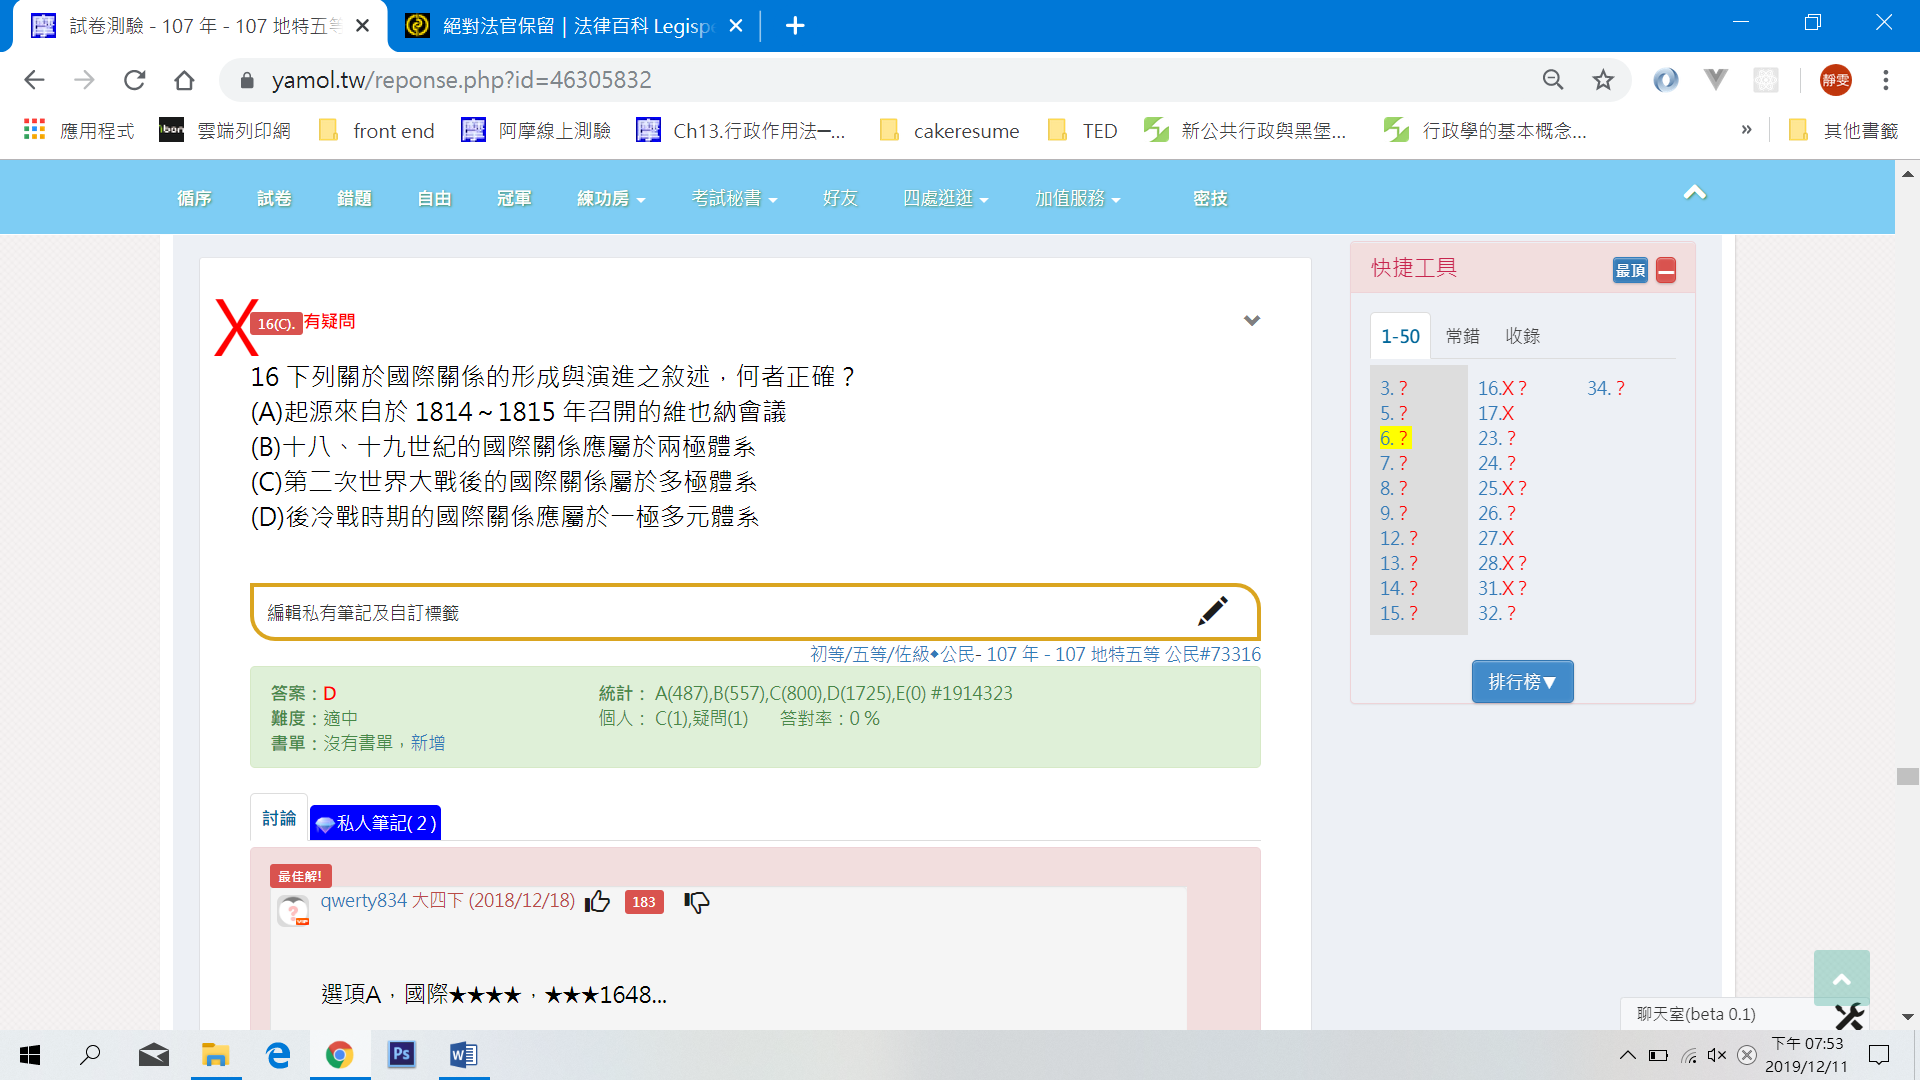 試卷測驗 - 107 年 - 107 地特五等
絕對法官保留 | 法律百科 Legisp
yamol.tw/reponse.php?id=46305832
靜雯
應用程式
ibon
雲端列印網
front end
摩
阿摩線上測驗
摩
Ch13.行政作用法─...
cakeresume
TED
新公共行政與黑堡...
行政學的基本概念...
»
其他書籤
循序
試卷
錯題
自由
冠軍
練功房
考試秘書
好友
四處逛逛
加值服務
密技
X
16(C).
有疑問
16 下列關於國際關係的形成與演進之敘述，何者正確？
(A)起源來自於 1814～1815 年召開的維也納會議
(B)十八、十九世紀的國際關係應屬於兩極體系
(C)第二次世界大戰後的國際關係屬於多極體系
(D)後冷戰時期的國際關係應屬於一極多元體系
編輯私有筆記及自訂標籤
初等/五等/佐級◆公民- 107 年 - 107 地特五等 公民#73316
答案：D
難度：適中
書單：沒有書單，新增
統計： A(487),B(557),C(800),D(1725),E(0) #1914323
個人： C(1),疑問(1) 答對率：0 %
討論
私人筆記( 2 )
最佳解!
qwerty834 大四下 (2018/12/18)
183
選項A，國際★★★★，★★★1648...
快捷工具
最頂
1-50
常錯
收錄
3. ?
5. ?
6. ?
7. ?
8. ?
9. ?
12. ?
13. ?
14. ?
15. ?
16.X ?
17.X
23. ?
24. ?
25.X ?
26. ?
27.X
28.X ?
31.X ?
32. ?
34. ?
排行榜▼
聊天室(beta 0.1)
Ps
下午 07:53
2019/12/11